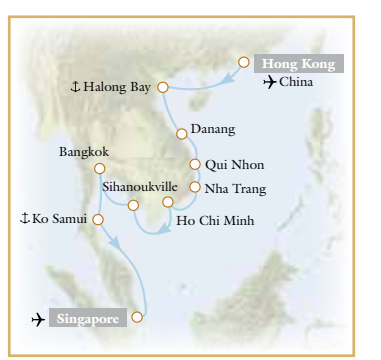 Hong Kong
China
Halong Bay
Danang
Bangkok
Qui Nhon
Sihanoukville
Nha Trang
Ko Samui
Ho Chi Minh
Singapore